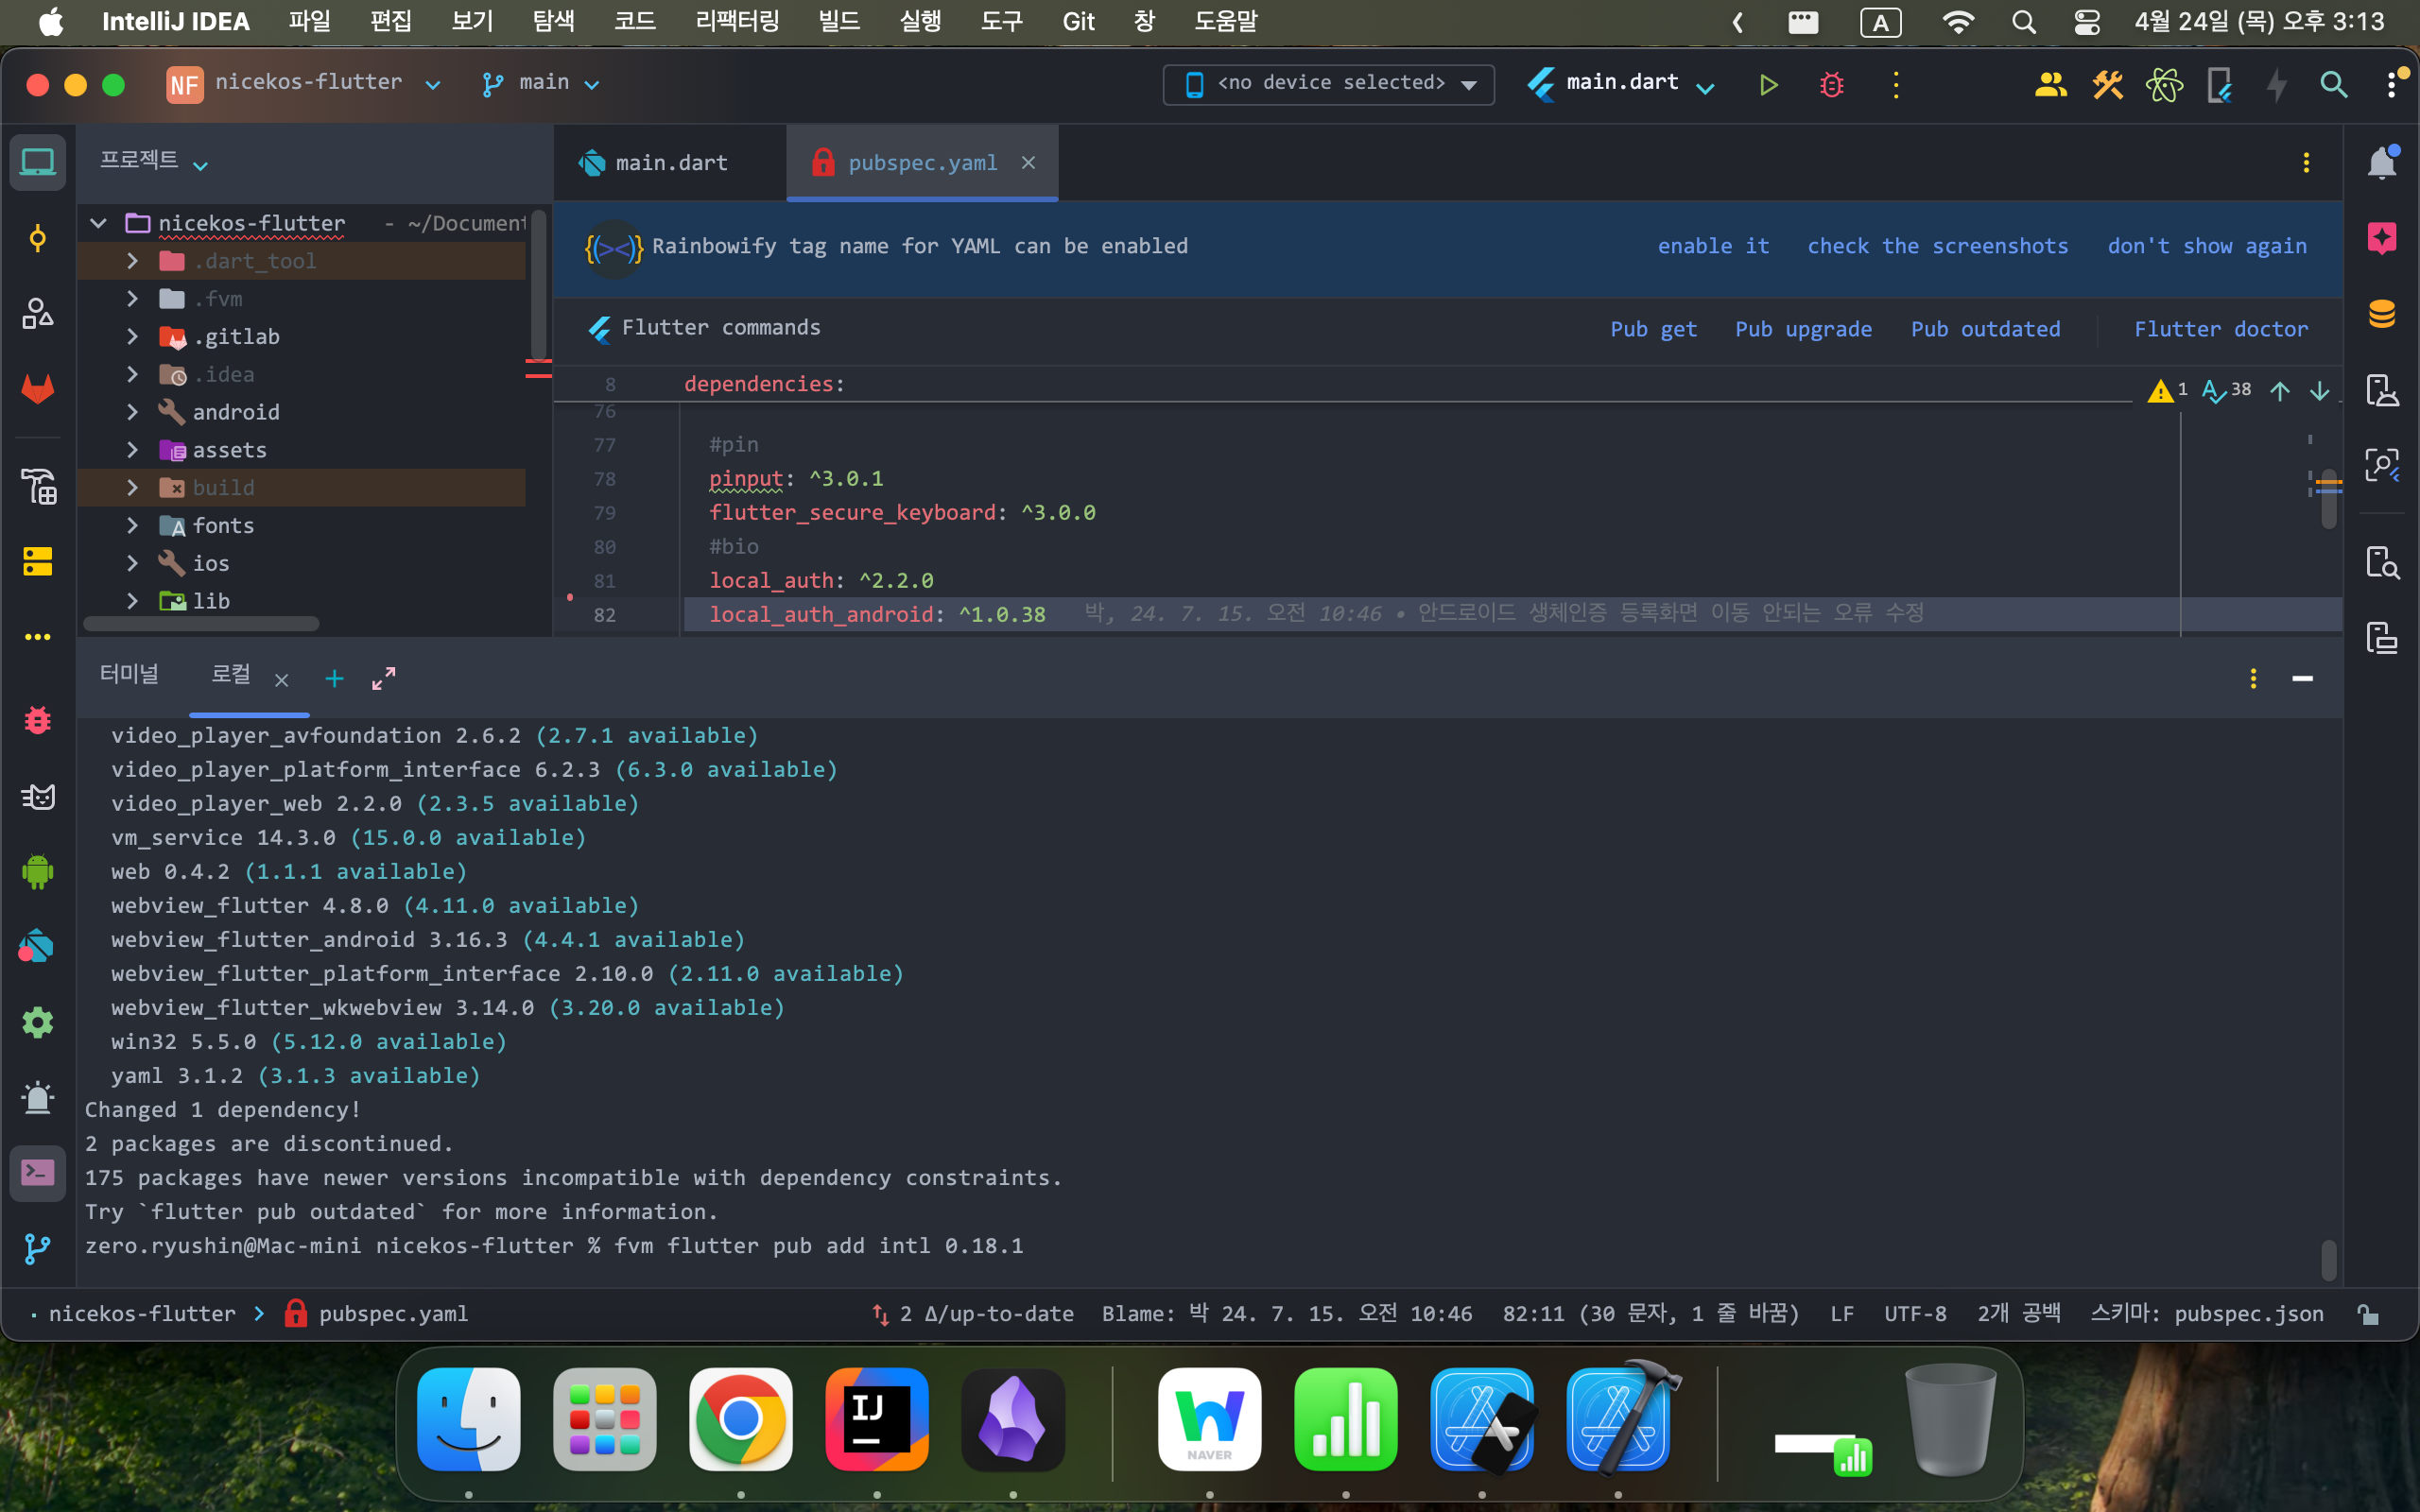 IntelliJ IDEA 파일 편집 보기 탐색 코드 리팩터링 빌드 실행 도구 Git 창 도움말 A 4월 24일 (목) 오후 3:13
NF nicekos-flutter main <no device selected> main.dart
프로젝트
main.dart pubspec.yaml
nicekos-flutter - ~/Document
.dart_tool
.fvm
.gitlab
.idea
android
assets
build
fonts
ios
lib
Rainbowify tag name for YAML can be enabled enable it check the screenshots don't show again
Flutter commands Pub get Pub upgrade Pub outdated Flutter doctor
8 dependencies: 1 38
76
77 #pin
78 pinput: ^3.0.1
79 flutter_secure_keyboard: ^3.0.0
80 #bio
81 local_auth: ^2.2.0
82 local_auth_android: ^1.0.38 박, 24. 7. 15. 오전 10:46 • 안드로이드 생체인증 등록화면 이동 안되는 오류 수정
터미널 로컬
video_player_avfoundation 2.6.2 (2.7.1 available)
video_player_platform_interface 6.2.3 (6.3.0 available)
video_player_web 2.2.0 (2.3.5 available)
vm_service 14.3.0 (15.0.0 available)
web 0.4.2 (1.1.1 available)
webview_flutter 4.8.0 (4.11.0 available)
webview_flutter_android 3.16.3 (4.4.1 available)
webview_flutter_platform_interface 2.10.0 (2.11.0 available)
webview_flutter_wkwebview 3.14.0 (3.20.0 available)
win32 5.5.0 (5.12.0 available)
yaml 3.1.2 (3.1.3 available)
Changed 1 dependency!
2 packages are discontinued.
175 packages have newer versions incompatible with dependency constraints.
Try `flutter pub outdated` for more information.
zero.ryushin@Mac-mini nicekos-flutter % fvm flutter pub add intl 0.18.1
nicekos-flutter pubspec.yaml 2 Δ/up-to-date Blame: 박 24. 7. 15. 오전 10:46 82:11 (30 문자, 1 줄 바꿈) LF UTF-8 2개 공백 스키마: pubspec.json
IJ
NAVER